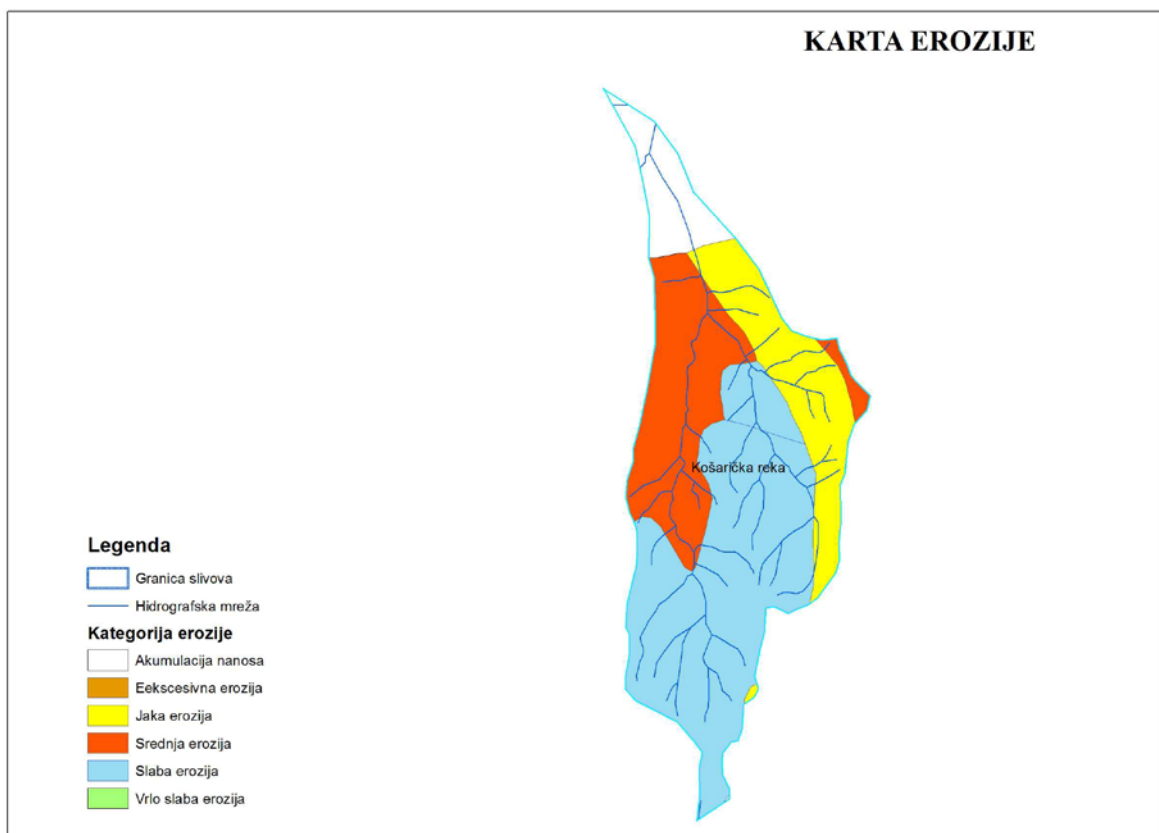 KARTA EROZIJE
Košarička reka
Legenda
Granica slivova
Hidrografska mreža
Kategorija erozije
Akumulacija nanosa
Eekscesivna erozija
Jaka erozija
Srednja erozija
Slaba erozija
Vrlo slaba erozija